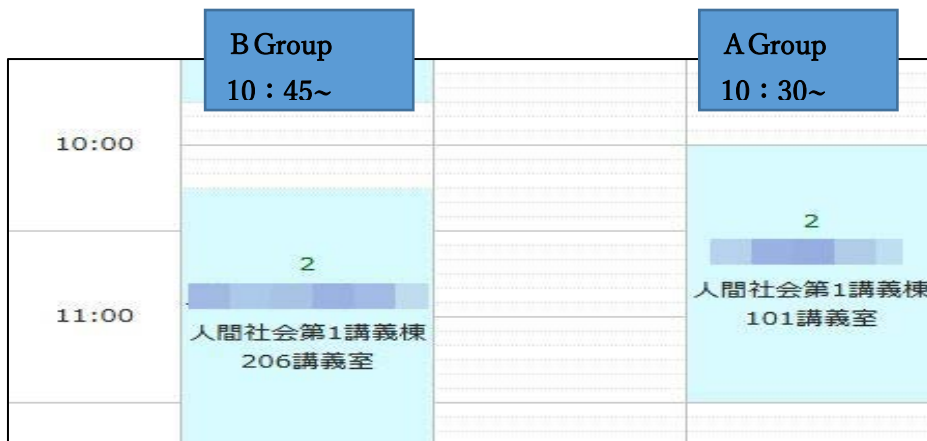 B Group
10：45~
A Group
10：30~
10:00
11:00
2
人間社会第1講義棟
206講義室
2
人間社会第1講義棟
101講義室